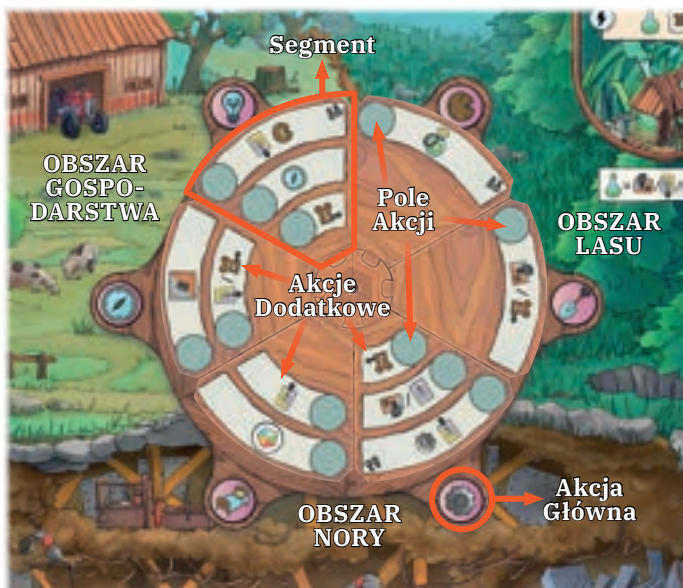 Segment
OBSZAR
GOSPO-
DARSTWA
Pole
Akcji
OBSZAR
LASU
Akcje
Dodatkowe
OBSZAR
NORY
Akcja
Główna